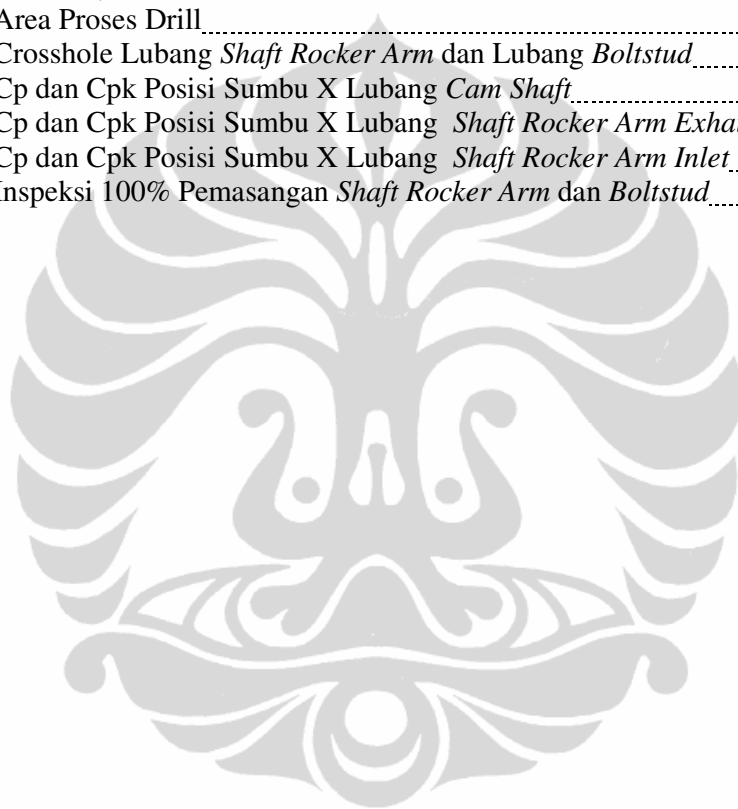 Area Proses Drill
Crosshole Lubang Shaft Rocker Arm dan Lubang Boltstud
Cp dan Cpk Posisi Sumbu X Lubang Cam Shaft
Cp dan Cpk Posisi Sumbu X Lubang Shaft Rocker Arm
Cp dan Cpk Posisi Sumbu X Lubang Shaft Rocker Arm Inlet
Inspeksi 100% Pemasangan Shaft Rocker Arm dan Boltstud